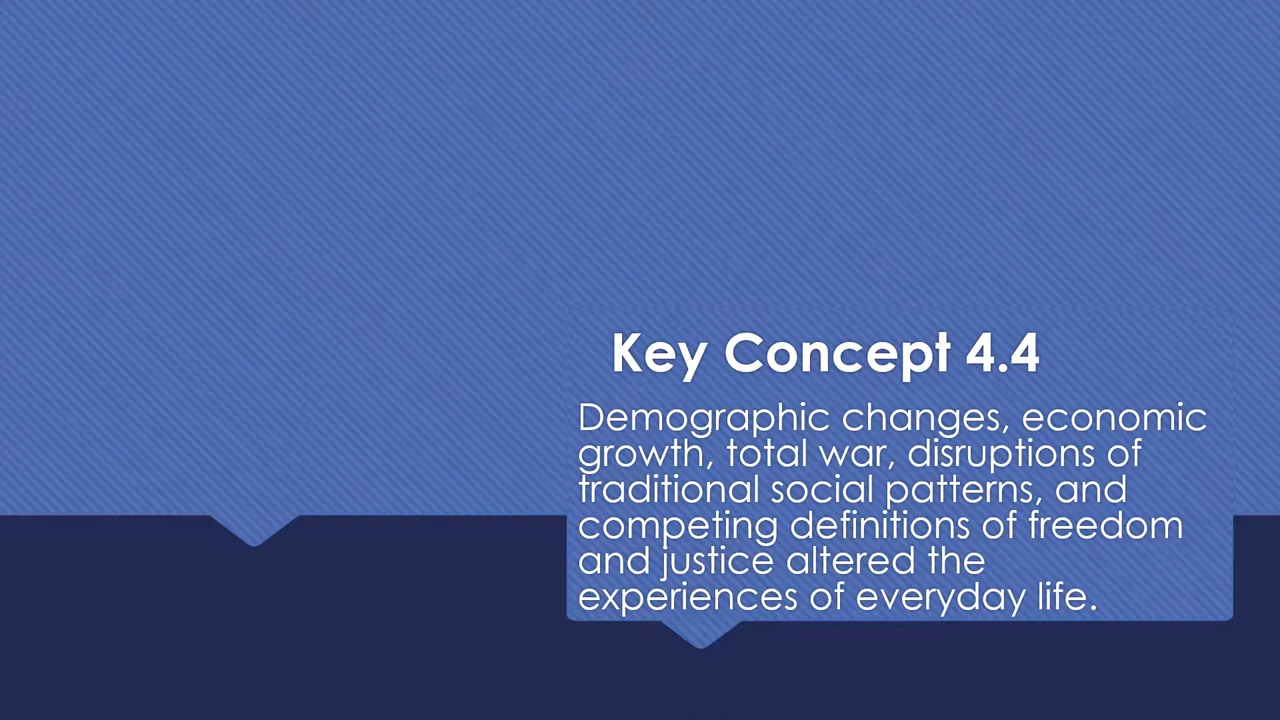 Key Concept 4.4
Demographic changes, economic
growth, total war, disruptions of
traditional social patterns, and
competing definitions of freedom
and justice altered the
experiences of everyday life.